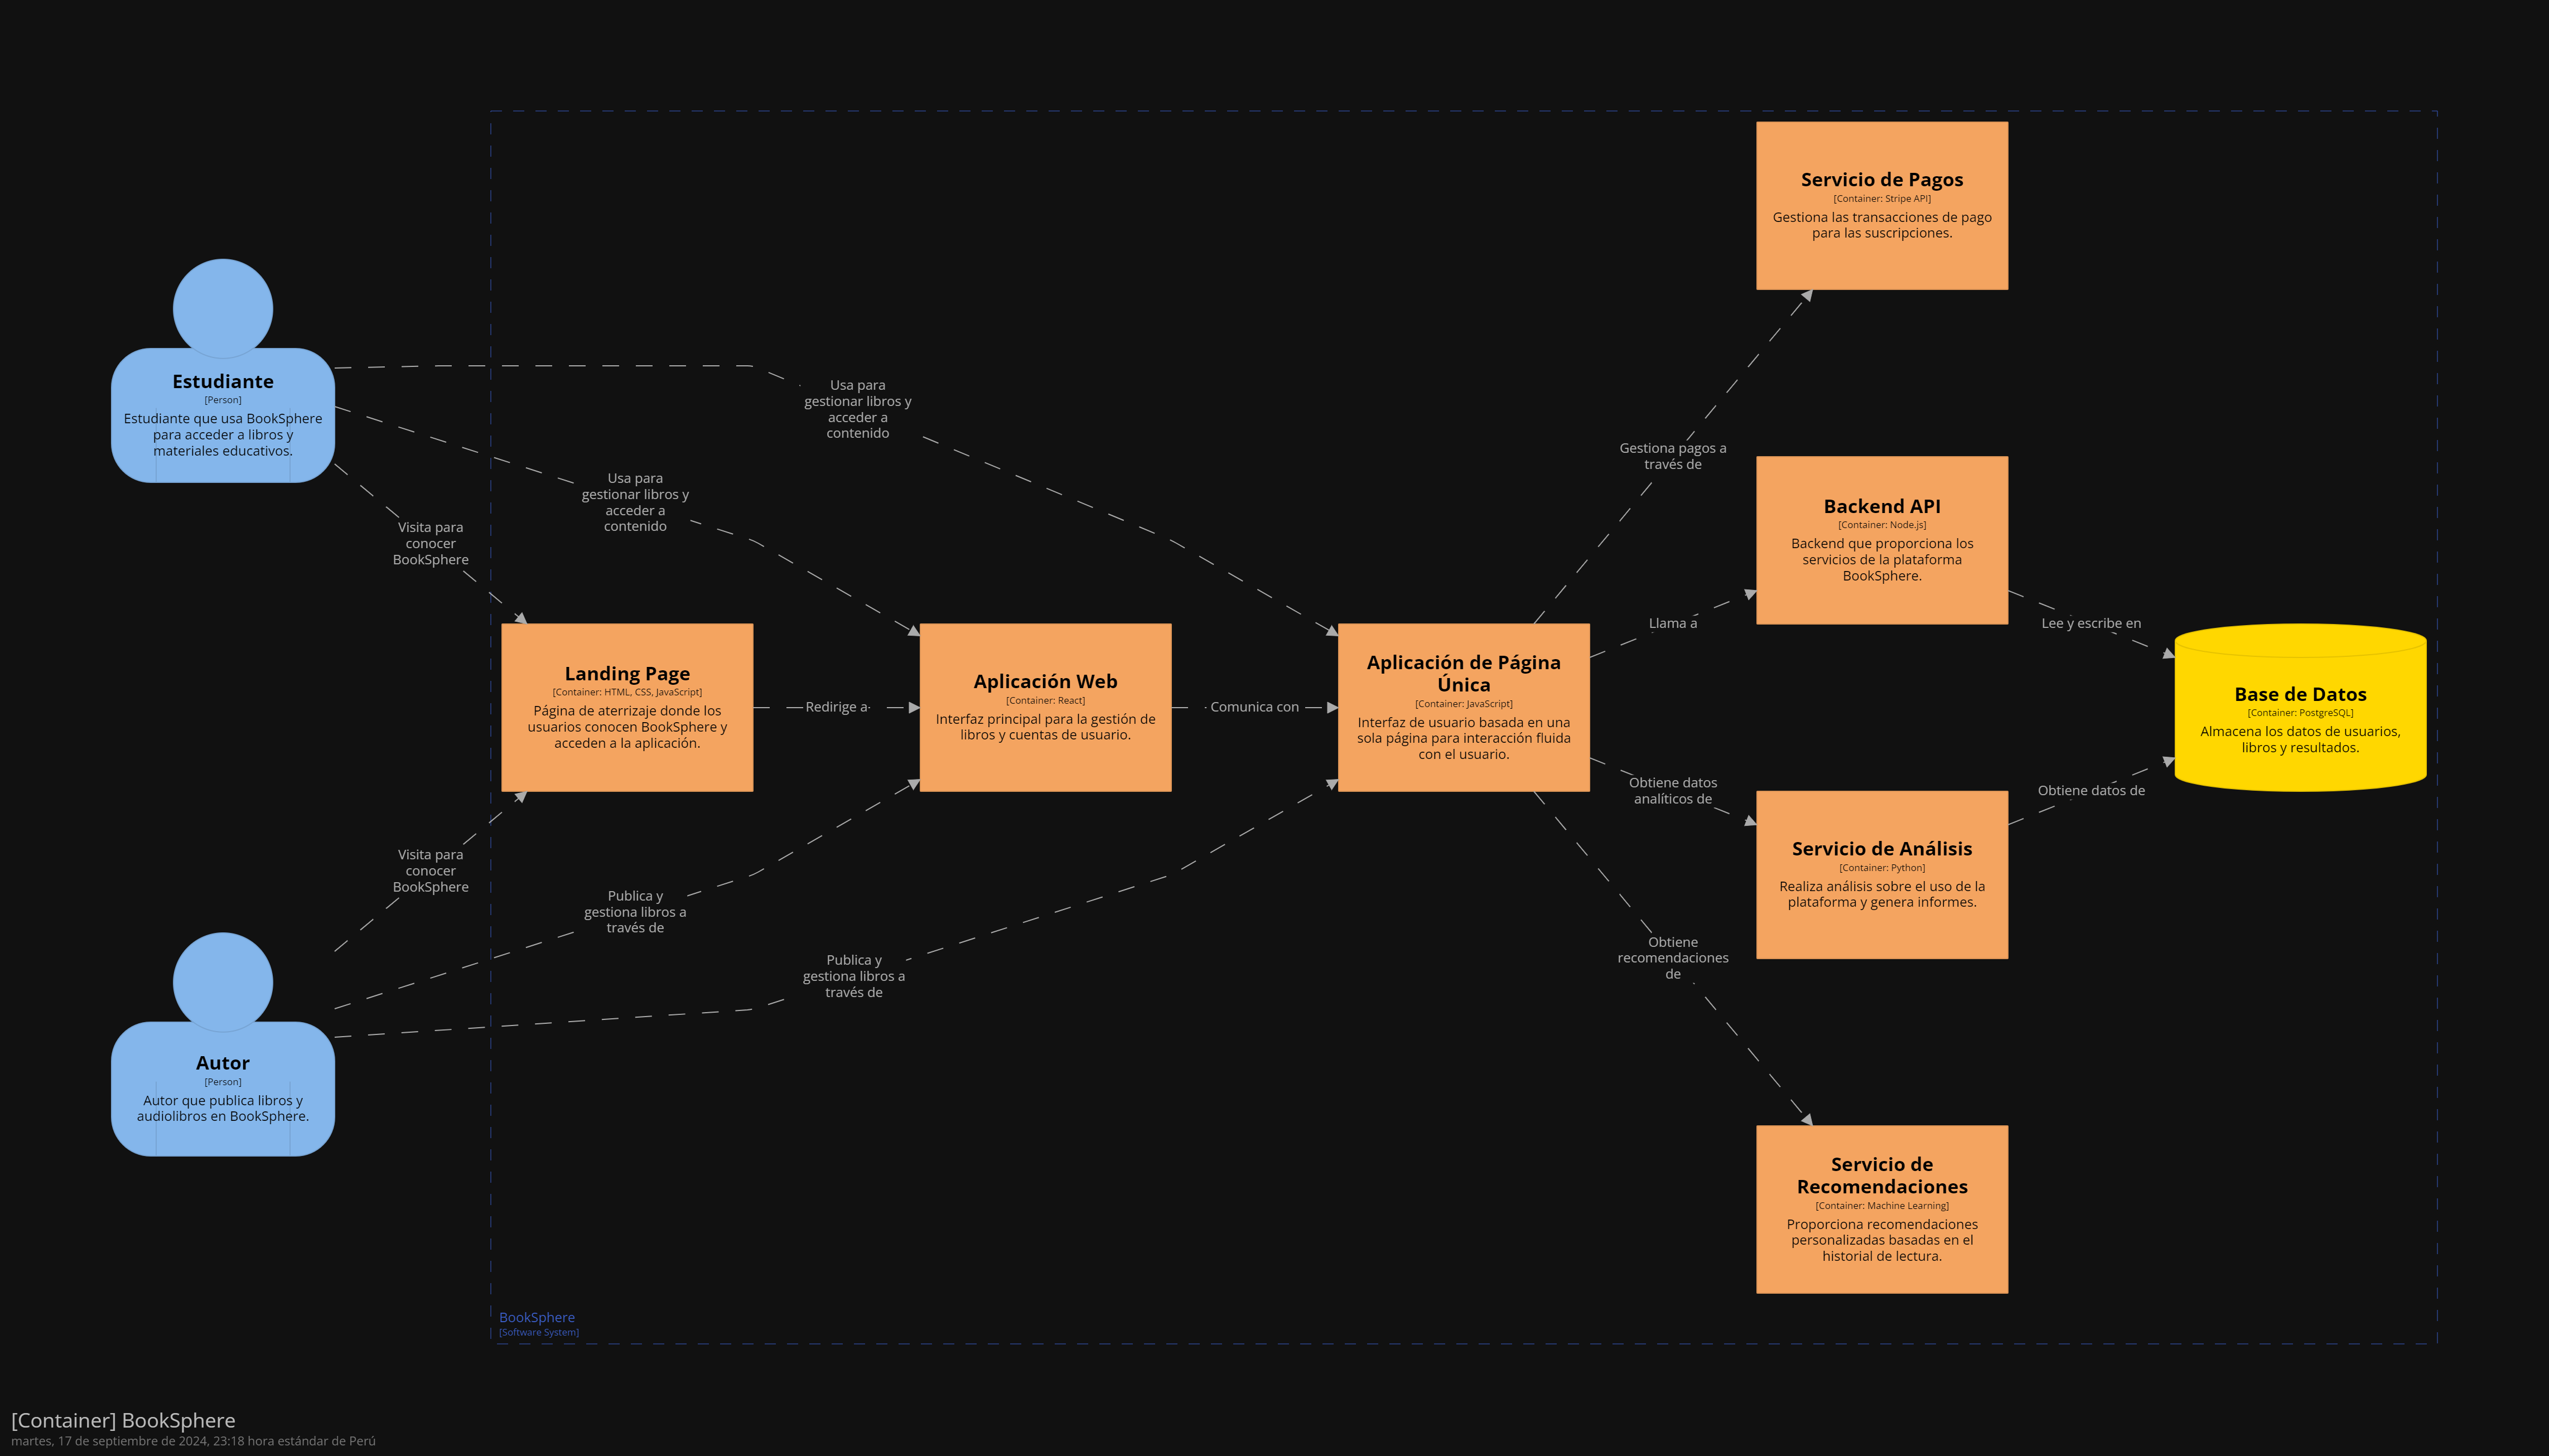 Servicio de Pagos
[Container: Stripe API]
Gestiona las transacciones de pago
para las suscripciones.
Estudiante
[Person]
Estudiante que usa BookSphere
para acceder a libros y
materiales educativos.
Usa para
gestionar libros y
acceder a
contenido
Usa para
gestionar libros y
acceder a
contenido
Visita para
conocer
BookSphere
Gestiona pagos a
través de
Backend API
[Container: Node.js]
Backend que proporciona los
servicios de la plataforma
BookSphere.
Landing Page
[Container: HTML, CSS, JavaScript]
Página de aterrizaje donde los
usuarios conocen BookSphere y
acceden a la aplicación.
Redirige a
Aplicación Web
[Container: React]
Interfaz principal para la gestión de
libros y cuentas de usuario.
Comunica con
Aplicación de Página
Única
[Container: JavaScript]
Interfaz de usuario basada en una
sola página para interacción fluida
con el usuario.
Llama a
Lee y escribe en
Base de Datos
[Container: PostgreSQL]
Almacena los datos de usuarios,
libros y resultados.
Obtiene datos
analíticos de
Obtiene datos de
Servicio de Análisis
[Container: Python]
Realiza análisis sobre el uso de la
plataforma y genera informes.
Visita para
conocer
BookSphere
Publica y
gestiona libros a
través de
Publica y
gestiona libros a
través de
Obtiene
recomendaciones
de
Autor
[Person]
Autor que publica libros y
audiolibros en BookSphere.
Servicio de
Recomendaciones
[Container: Machine Learning]
Proporciona recomendaciones
personalizadas basadas en el
historial de lectura.
BookSphere
[Software System]
[Container] BookSphere
martes, 17 de septiembre de 2024, 23:18 hora estándar de Perú